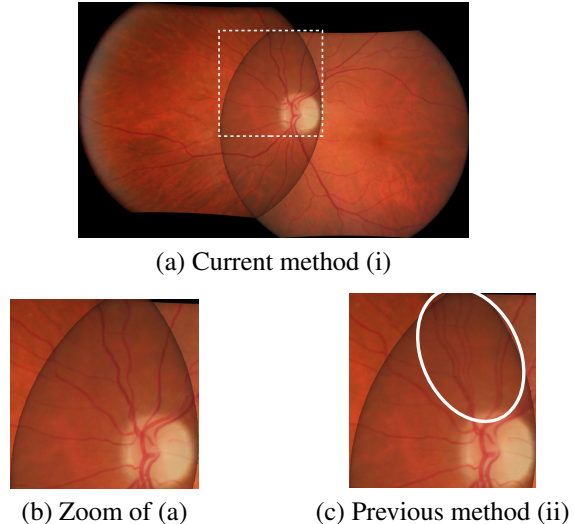 (a) Current method (i)
(b) Zoom of (a)
(c) Previous method (ii)